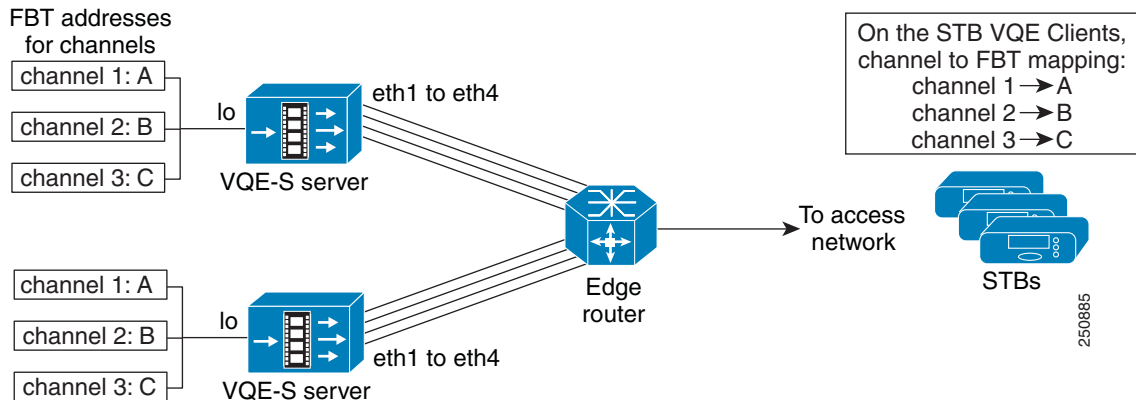 FBT addresses
for channels
channel 1: A
channel 2: B
channel 3: C
lo
eth1 to eth4
VQE-S server
channel 1: A
channel 2: B
channel 3: C
lo
eth1 to eth4
VQE-S server
Edge
router
To access
network
On the STB VQE Clients,
channel to FBT mapping:
channel 1 → A
channel 2 → B
channel 3 → C
STBs
250885